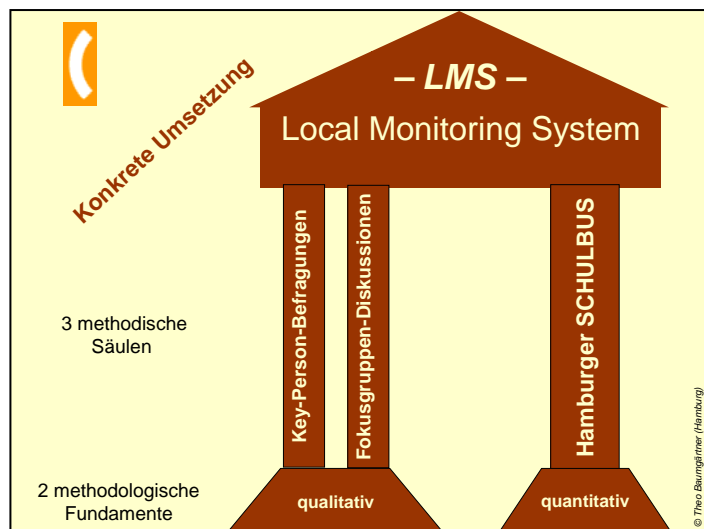 Konkrete Umsetzung
– LMS –
Local Monitoring System
3 methodische
Säulen
Key-Person-Befragungen
Fokusgruppen-Diskussionen
Hamburger SCHULBUS
2 methodologische
Fundamente
qualitativ
quantitativ
© Theo Baumgärtner (Hamburg)